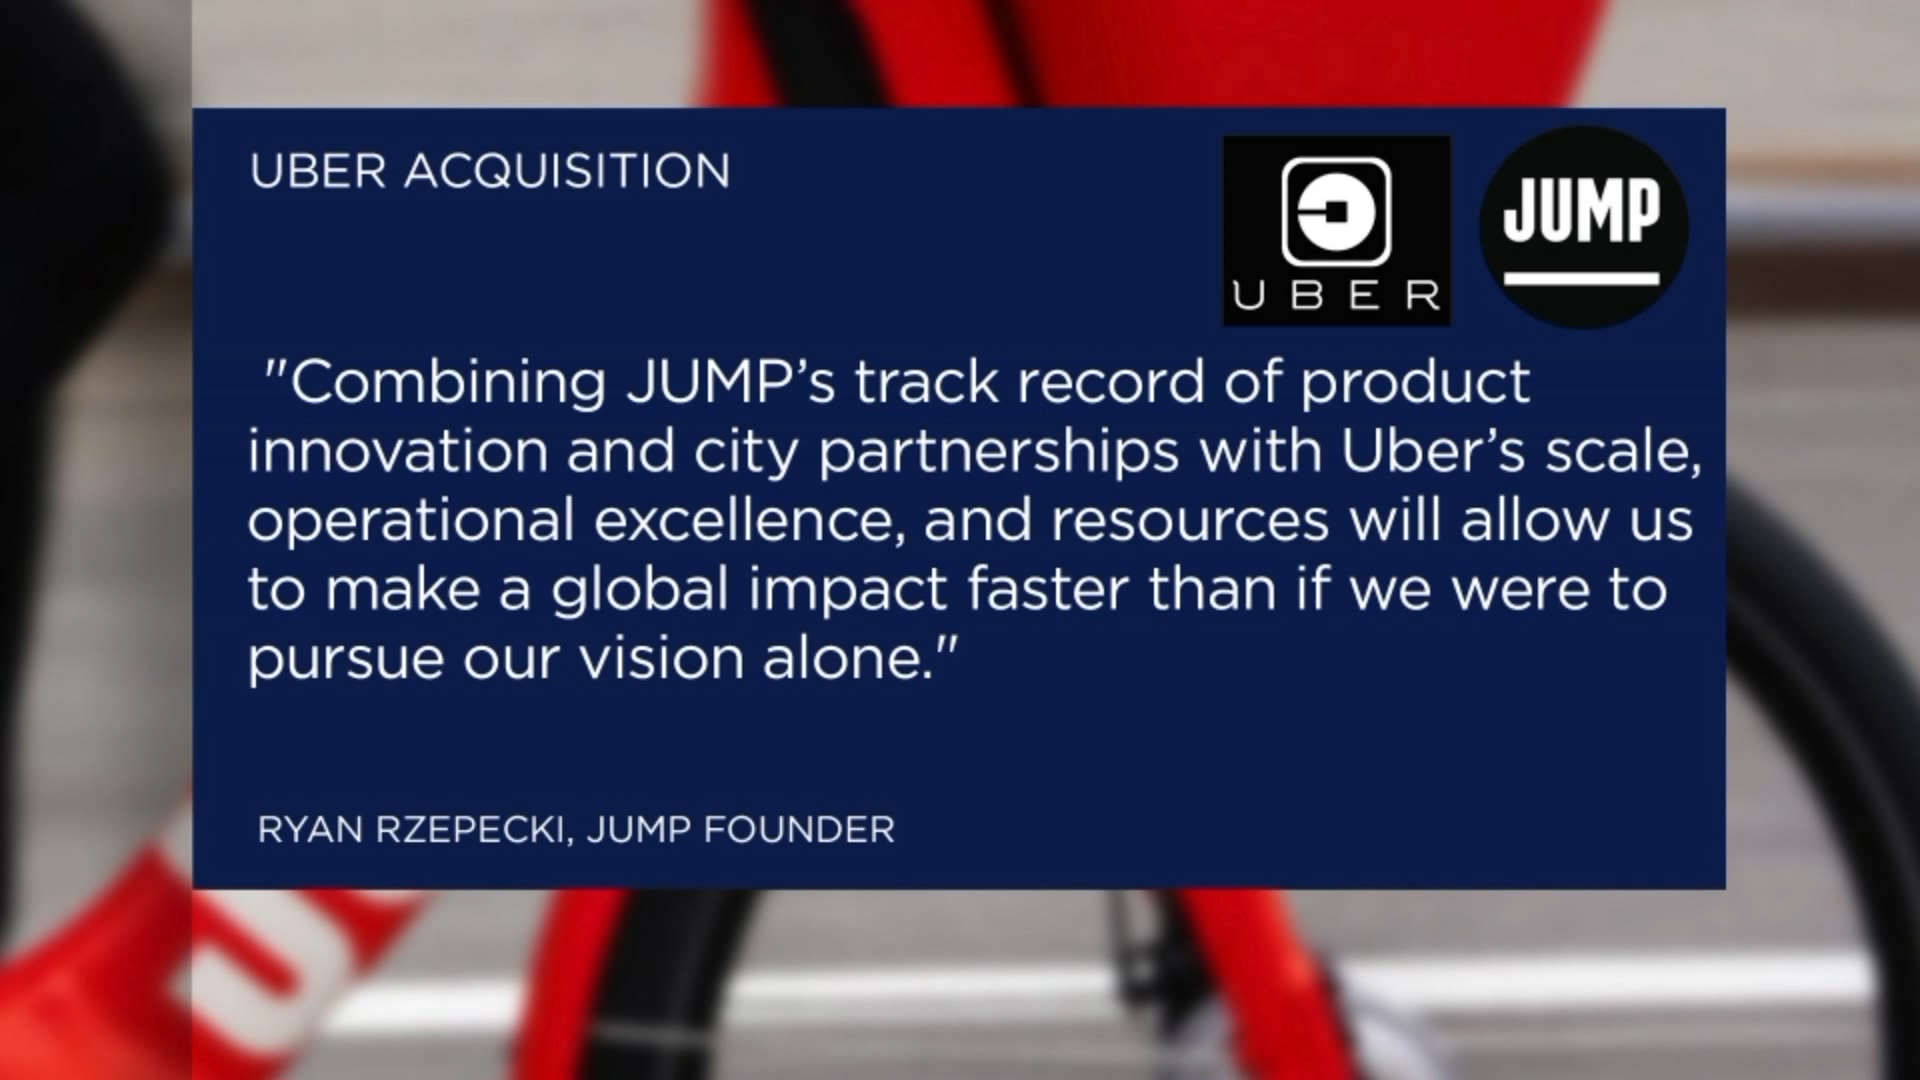 UBER ACQUISITION
UBER
JUMP
"Combining JUMP’s track record of product
innovation and city partnerships with Uber’s scale,
operational excellence, and resources will allow us
to make a global impact faster than if we were to
pursue our vision alone."
RYAN RZEPECKI, JUMP FOUNDER